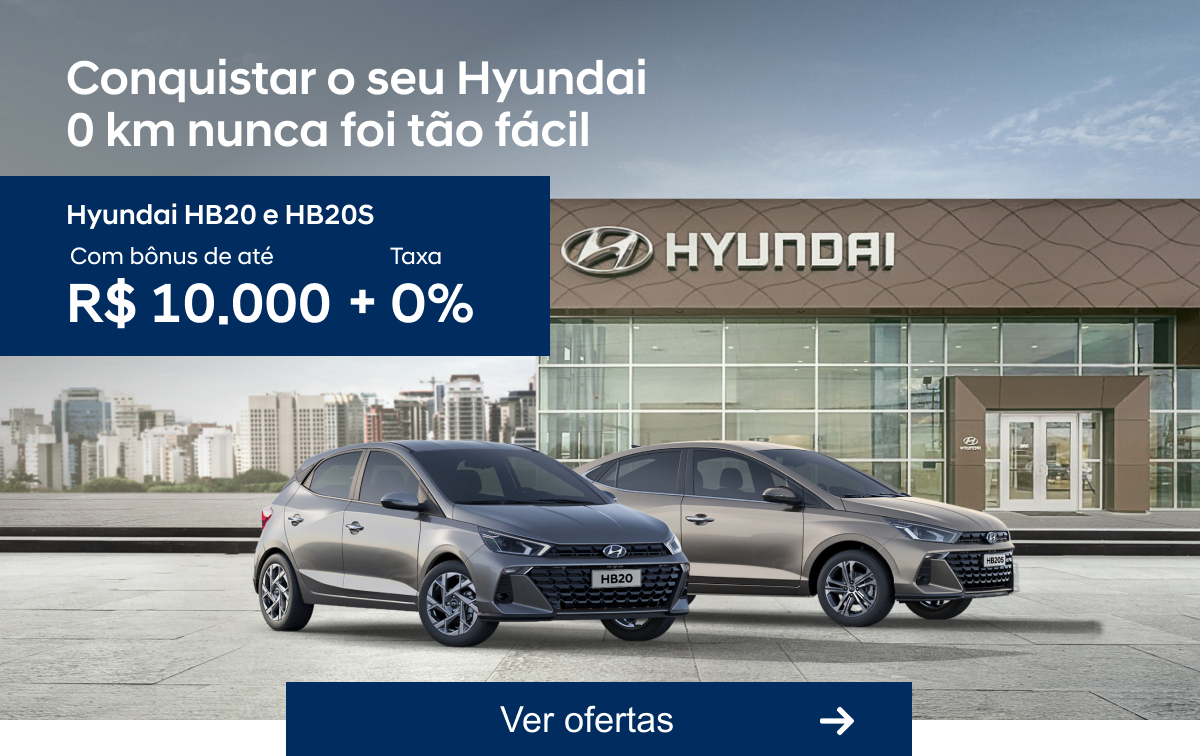 Conquistar o seu Hyundai
0 km nunca foi tão fácil
Hyundai HB20 e HB20S
Com bônus de até Taxa
R$ 10.000 + 0%
HYUNDAI
HYUNDAI
HB20
HB20S
Ver ofertas